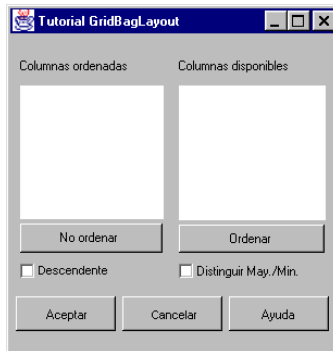 Tutorial GridBagLayout
Columnas ordenadas Columnas disponibles
No ordenar Ordenar
Descendente Distinguir May./Min.
Aceptar Cancelar Ayuda